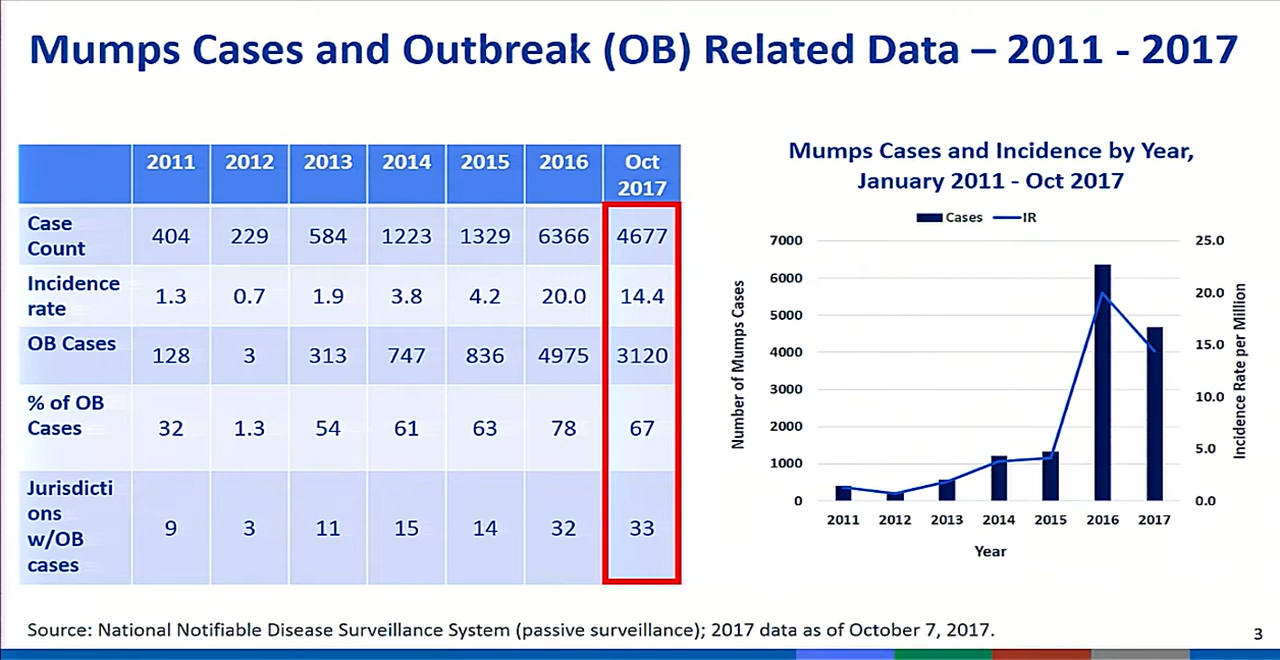 Mumps Cases and Outbreak (OB) Related Data – 2011 - 2017
2011 2012 2013 2014 2015 2016 Oct
2017
Case
Count
404 229 584 1223 1329 6366 4677
Incidence
rate
1.3 0.7 1.9 3.8 4.2 20.0 14.4
OB Cases
128 3 313 747 836 4975 3120
% of OB
Cases
32 1.3 54 61 63 78 67
Jurisdicti
ons
w/OB
cases
9 3 11 15 14 32 33
Mumps Cases and Incidence by Year,
January 2011 - Oct 2017
Cases IR
Number of Mumps Cases
7000
6000
5000
4000
3000
2000
1000
0
25.0
20.0
15.0
10.0
5.0
0.0
Incidence Rate per Million
2011 2012 2013 2014 2015 2016 2017
Year
Source: National Notifiable Disease Surveillance System (passive surveillance); 2017 data as of October 7, 2017.
3